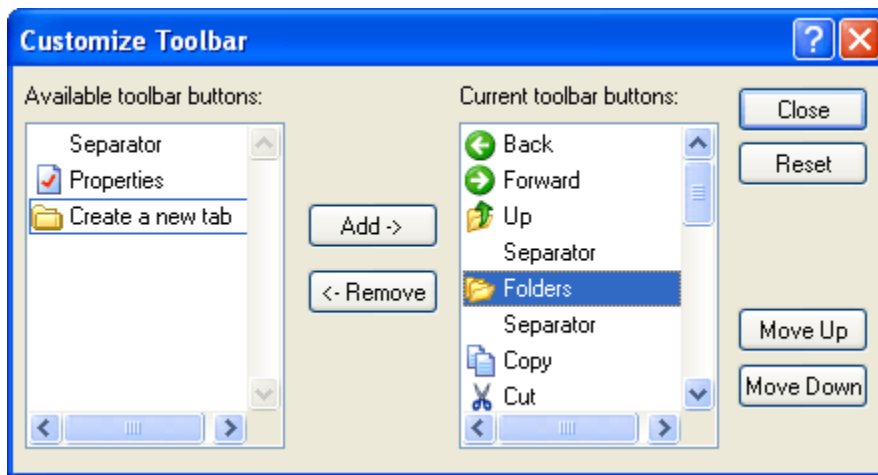 Customize Toolbar
Available toolbar buttons:
Separator
Properties
Create a new tab
Add ->
<- Remove
Current toolbar buttons:
Back
Forward
Up
Separator
Folders
Separator
Copy
Cut
Close
Reset
Move Up
Move Down